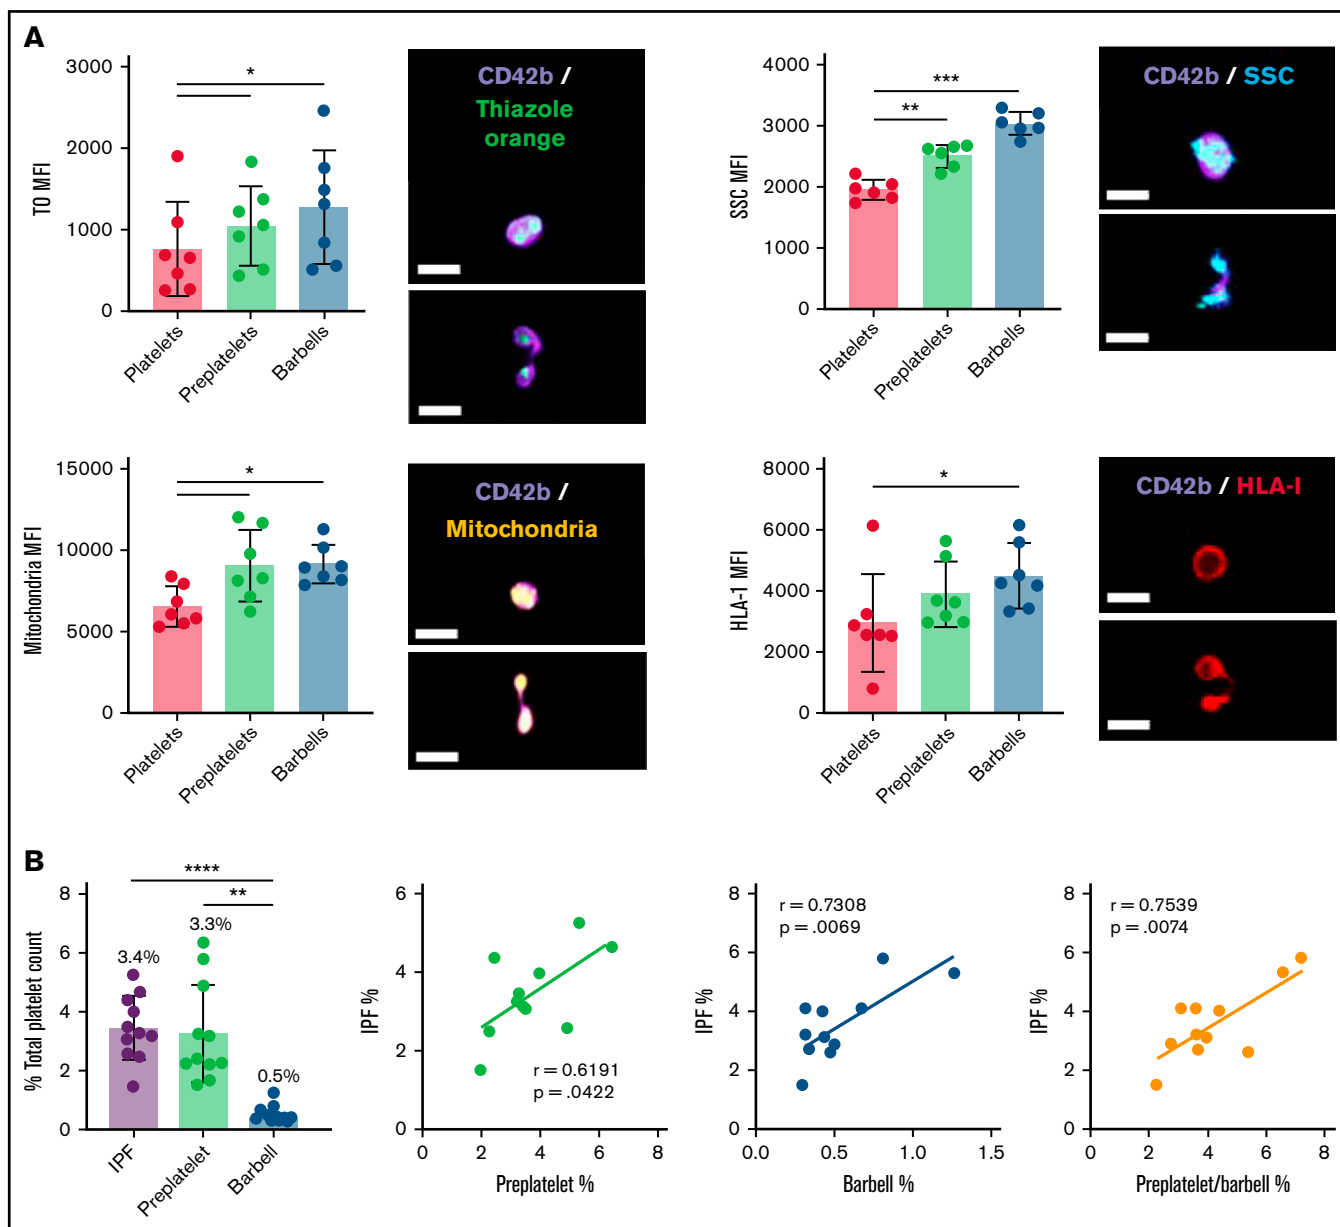 A
3000
2000
1000
0
TO MFI
*
Platelets
Preplatelets
Barbells
CD42b /
Thiazole
orange
4000
3000
2000
1000
0
SSC MFI
***
**
Platelets
Preplatelets
Barbells
CD42b / SSC
15000
10000
5000
0
Mitochondria MFI
*
Platelets
Preplatelets
Barbells
CD42b /
Mitochondria
8000
6000
4000
2000
0
HLA-1 MFI
*
Platelets
Preplatelets
Barbells
CD42b / HLA-I
B
8
6
4
2
0
% Total platelet count
****
**
3.4%
3.3%
0.5%
IPF
Preplatelet
Barbell
6
4
2
0
IPF %
r = 0.6191
p = .0422
0 2 4 6 8
Preplatelet %
8
6
4
2
0
IPF %
r = 0.7308
p = .0069
0.0 0.5 1.0 1.5
Barbell %
8
6
4
2
0
IPF %
r = 0.7539
p = .0074
0 2 4 6 8
Preplatelet/barbell %